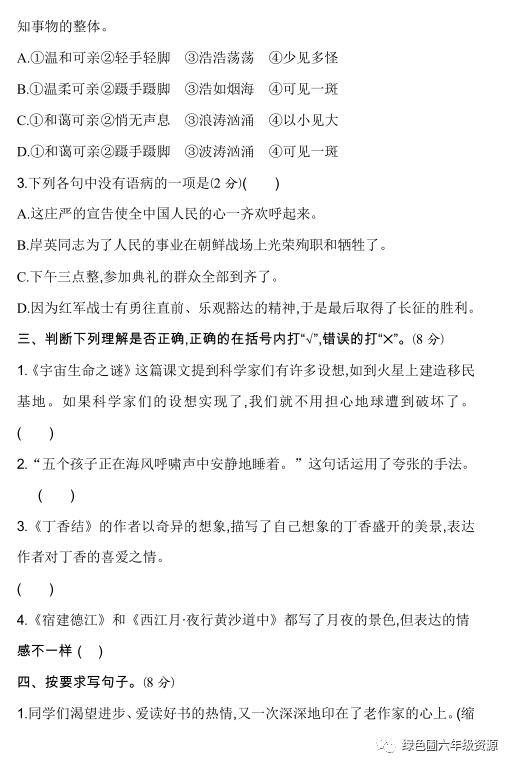 知事物的整体。
A.①温和可亲②轻手轻脚　③浩浩荡荡　④少见多怪
B.①温柔可亲②蹑手蹑脚　③浩如烟海　④可见一斑
C.①和蔼可亲②悄无声息　③浪涛汹涌　④以小见大
D.①和蔼可亲②蹑手蹑脚　③波涛汹涌　④可见一斑
3.下列各句中没有语病的一项是(2 分)(　　)
A.这庄严的宣告使全中国人民的心一齐欢呼起来。
B.岸英同志为了人民的事业在朝鲜战场上光荣殉职和牺牲了。
C.下午三点整,参加典礼的群众全部到齐了。
D.因为红军战士有勇往直前、乐观豁达的精神,于是最后取得了长征的胜利。
三、判断下列理解是否正确,正确的在括号内打“√”,错误的打“✕”。(8 分)
1.《宇宙生命之谜》这篇课文提到科学家们有许多设想,如到火星上建造移民
基地。如果科学家们的设想实现了,我们就不用担心地球遭到破坏了。
(　　)
2.“五个孩子正在海风呼啸声中安静地睡着。”这句话运用了夸张的手法。
(　　)
3.《丁香结》的作者以奇异的想象,描写了自己想象的丁香盛开的美景,表达
作者对丁香的喜爱之情。
(　　)
4.《宿建德江》和《西江月·夜行黄沙道中》都写了月夜的景色,但表达的情
感不一样 (　 )
四、按要求写句子。(8 分)
1.同学们渴望进步、爱读好书的热情,又一次深深地印在了老作家的心上。(缩
绿色圃六年级资源